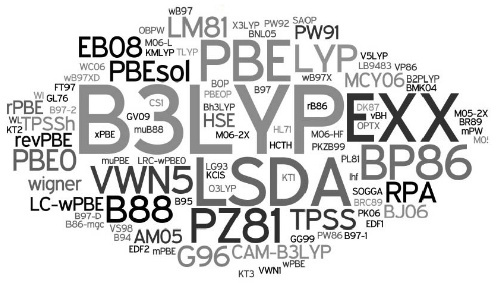 wB97
OBPW LM81 X3LYP PW92 SAOP
BNL05 PW91
EB08 M06-L
KMLYP TLYP PBE LYP V5LYP
LB9483 VP86
WC06 PBEsol
wB97XD BOP B97 wB97X MCY06 B2PLYP
BMK04
FT97 PBEOP
wL GL76 CS1 Bh3LYP rB86 DK87 vBH M05-2X
rPBE B97-2 B3LYP EXX BR89
WL TPSSh GV09 HSE OPTX mPW
KT2 xPBE muB88 M06-2X HL71 M06-HF M05
revPBE HCTH PKZB99
PBE0 muPBE LRC-wPBE0 LG93 PL81 BP86
KCIS KT1 lhf
wigner VWN5 O3LYP LSDA SOGGA RPA
LC-wPBE B88 B95 BRC89
B97-D PZ81 TPSS PK06 BJ06
B86-mgc VS98 EDF1
B94 AM05 PW86 B97-1
GG99
EDF2 mPBE G96 CAM-B3LYP
wPBE
KT3 VWN1